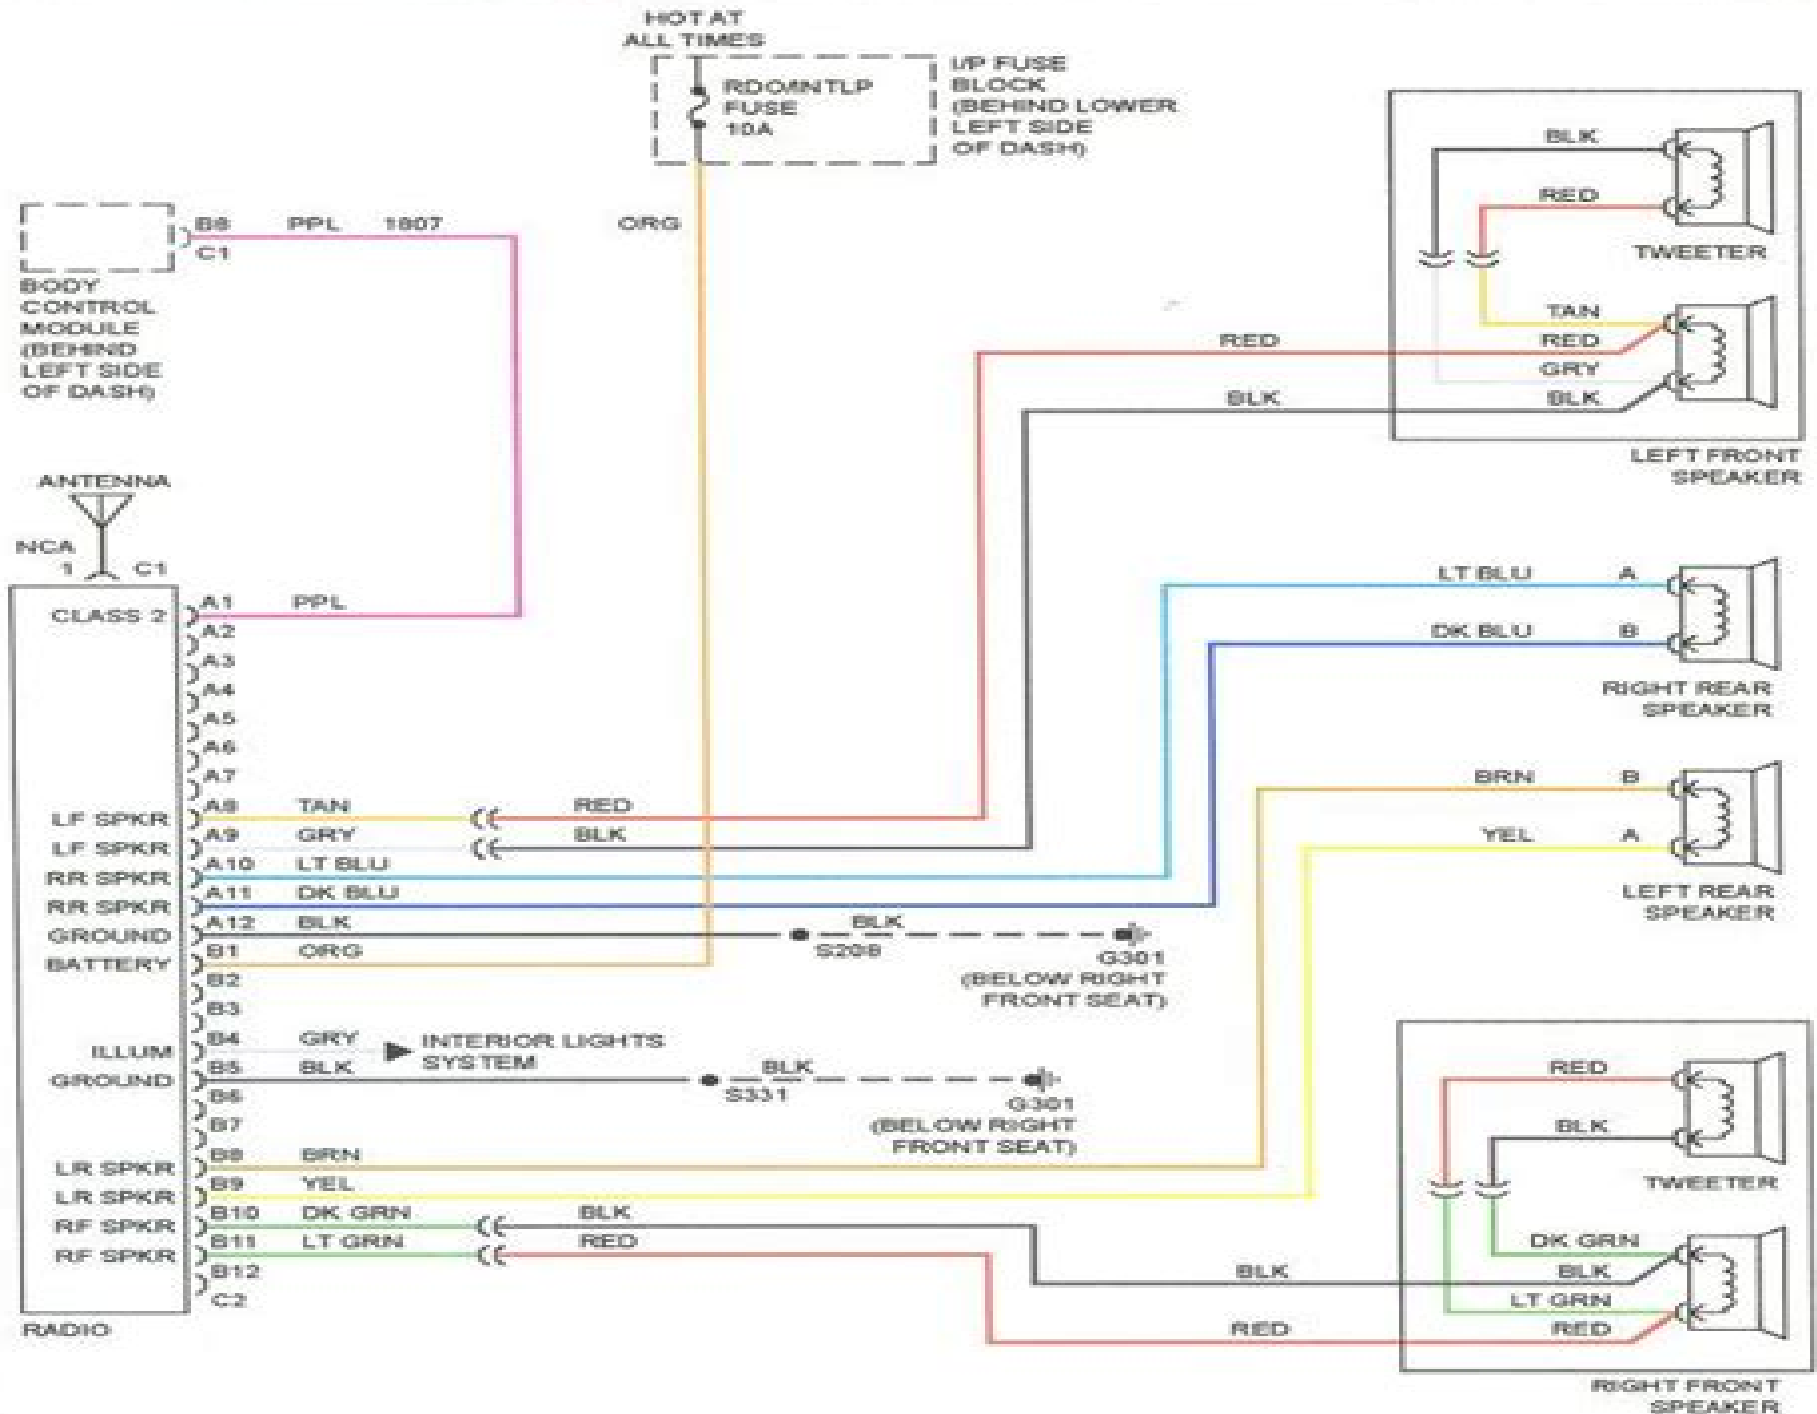 HOT AT
ALL TIMES
RDO/INTLP
FUSE
10A
I/P FUSE
BLOCK
(BEHIND LOWER
LEFT SIDE
OF DASH)
B8 PPL 1807
C1
ORG
BODY
CONTROL
MODULE
(BEHIND
LEFT SIDE
OF DASH)
BLK
RED
TWEETER
TAN
RED RED
GRY
BLK BLK
LEFT FRONT
SPEAKER
ANTENNA
NCA
1 C1
LT BLU A
DK BLU B
RIGHT REAR
SPEAKER
BRN B
YEL A
LEFT REAR
SPEAKER
CLASS 2 A1 PPL
A2
A3
A4
A5
A6
A7
LF SPKR A8 TAN RED
LF SPKR A9 GRY BLK
RR SPKR A10 LT BLU
RR SPKR A11 DK BLU
GROUND A12 BLK BLK
S208 G301
(BELOW RIGHT
FRONT SEAT)
BATTERY B1 ORG
B2
B3
ILLUM B4 GRY INTERIOR LIGHTS
SYSTEM
GROUND B5 BLK BLK
S331 G301
(BELOW RIGHT
FRONT SEAT)
B6
B7
LR SPKR B8 BRN
LR SPKR B9 YEL
RF SPKR B10 DK GRN BLK
RF SPKR B11 LT GRN RED
B12
C2
RADIO
RED
BLK
TWEETER
DK GRN
BLK BLK
LT GRN
RED RED
RIGHT FRONT
SPEAKER